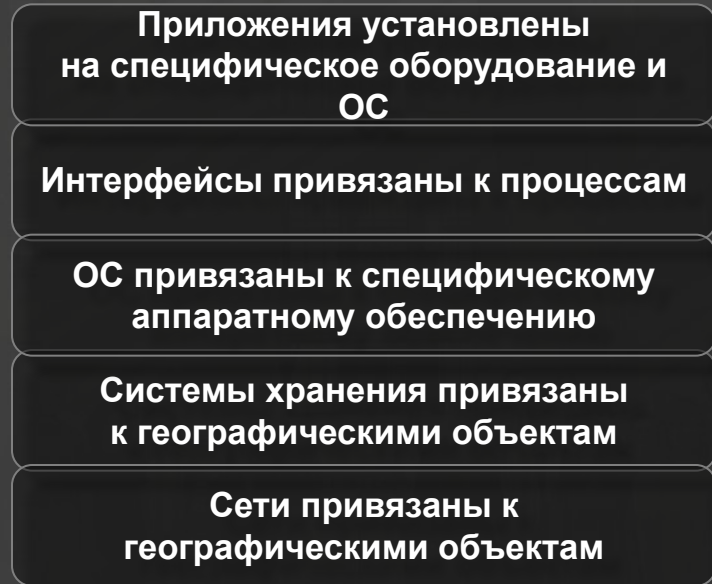 Приложения установлены
на специфическое оборудование и
ОС
Интерфейсы привязаны к процессам
ОС привязаны к специфическому
аппаратному обеспечению
Системы хранения привязаны
к географическими объектам
Сети привязаны к
географическими объектам